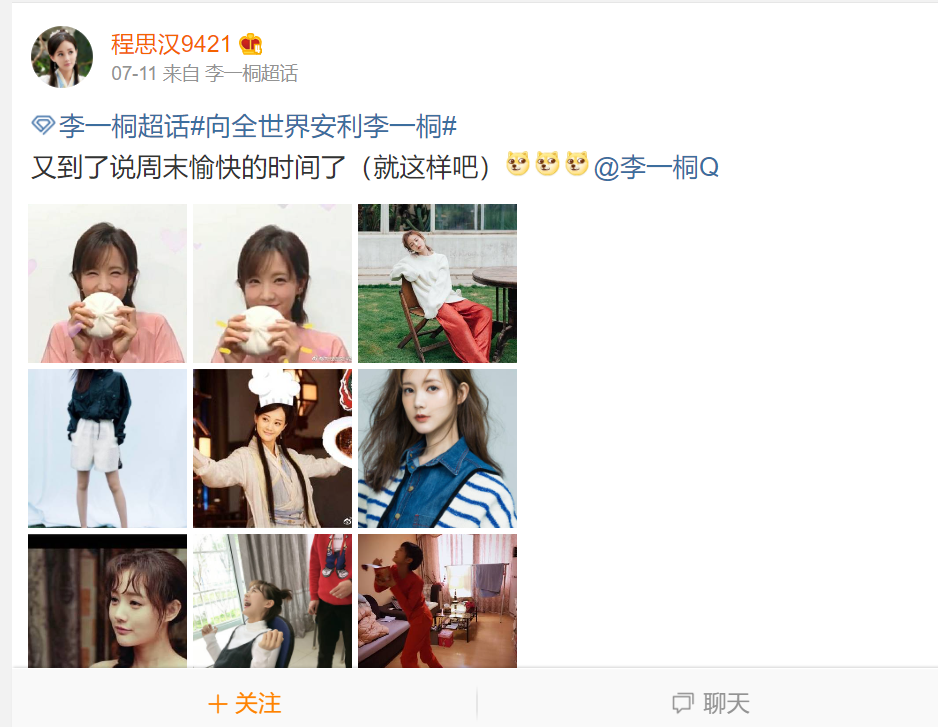 程思汉9421
07-11 来自 李一桐超话
李一桐超话#向全世界安利李一桐#
又到了说周末愉快的时间了（就这样吧）@李一桐Q
+ 关注
聊天